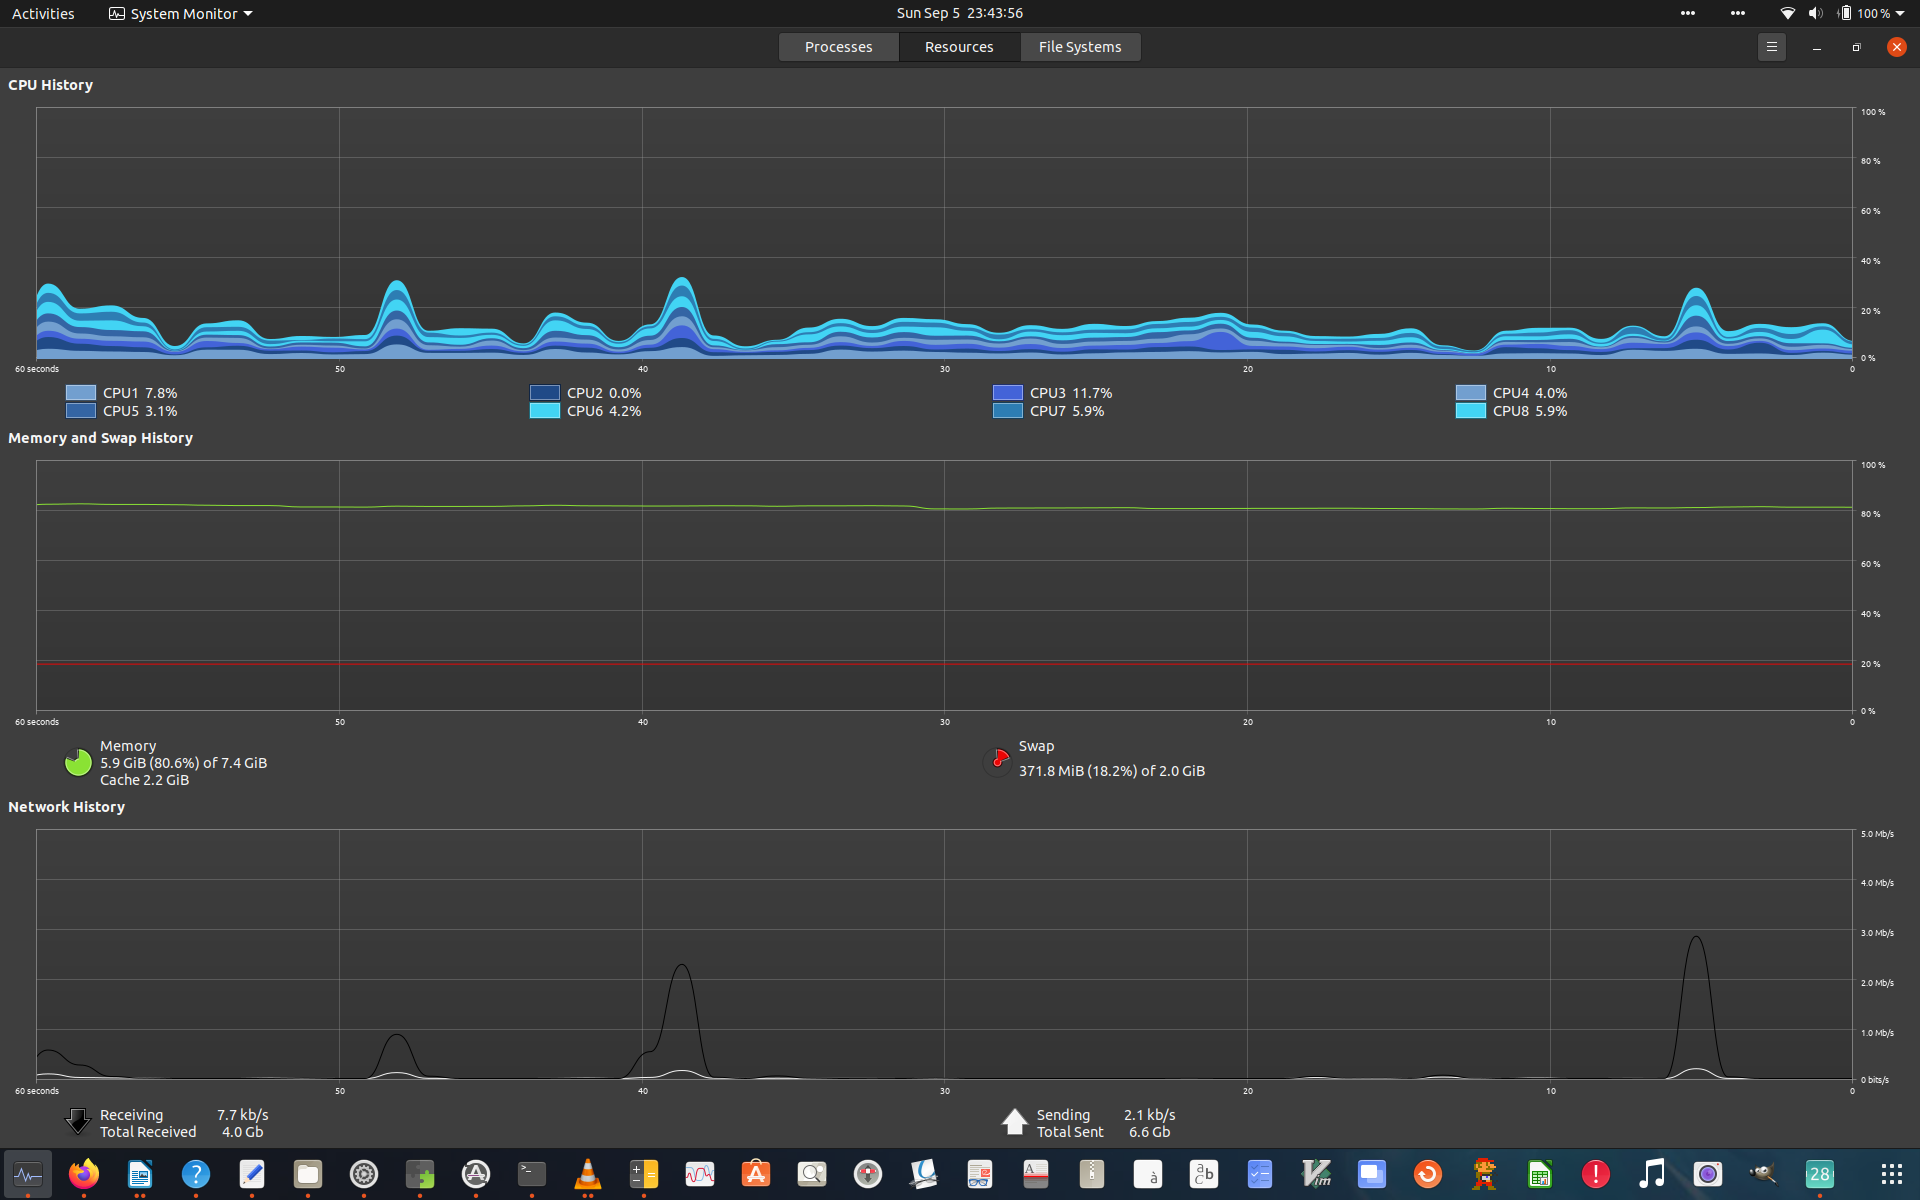 Activities System Monitor Sun Sep 5 23:43:56 100 %
Processes Resources File Systems
CPU History
100 %
80 %
60 %
40 %
20 %
0 %
60 seconds 50 40 30 20 10 0
CPU1 7.8% CPU2 0.0% CPU3 11.7% CPU4 4.0%
CPU5 3.1% CPU6 4.2% CPU7 5.9% CPU8 5.9%
Memory and Swap History
100 %
80 %
60 %
40 %
20 %
0 %
60 seconds 50 40 30 20 10 0
Memory
5.9 GiB (80.6%) of 7.4 GiB
Cache 2.2 GiB
Swap
371.8 MiB (18.2%) of 2.0 GiB
Network History
5.0 Mb/s
4.0 Mb/s
3.0 Mb/s
2.0 Mb/s
1.0 Mb/s
0 bits/s
60 seconds 50 40 30 20 10 0
Receiving 7.7 kb/s Sending 2.1 kb/s
Total Received 4.0 Gb Total Sent 6.6 Gb
? >_ A à a b c Vim ! 28